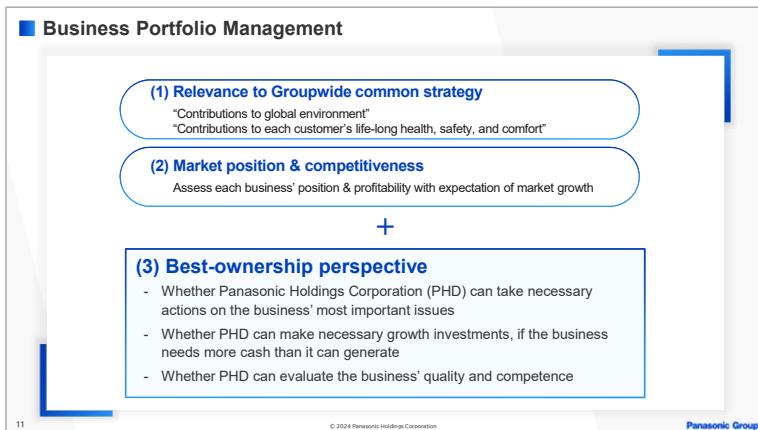 Business Portfolio Management
(1) Relevance to Groupwide common strategy
“Contributions to global environment”
“Contributions to each customer’s life-long health, safety, and comfort”
(2) Market position & competitiveness
Assess each business’ position & profitability with expectation of market growth
+
(3) Best-ownership perspective
- Whether Panasonic Holdings Corporation (PHD) can take necessary
actions on the business’ most important issues
- Whether PHD can make necessary growth investments, if the business
needs more cash than it can generate
- Whether PHD can evaluate the business’ quality and competence
11
© 2024 Panasonic Holdings Corporation
Panasonic Group